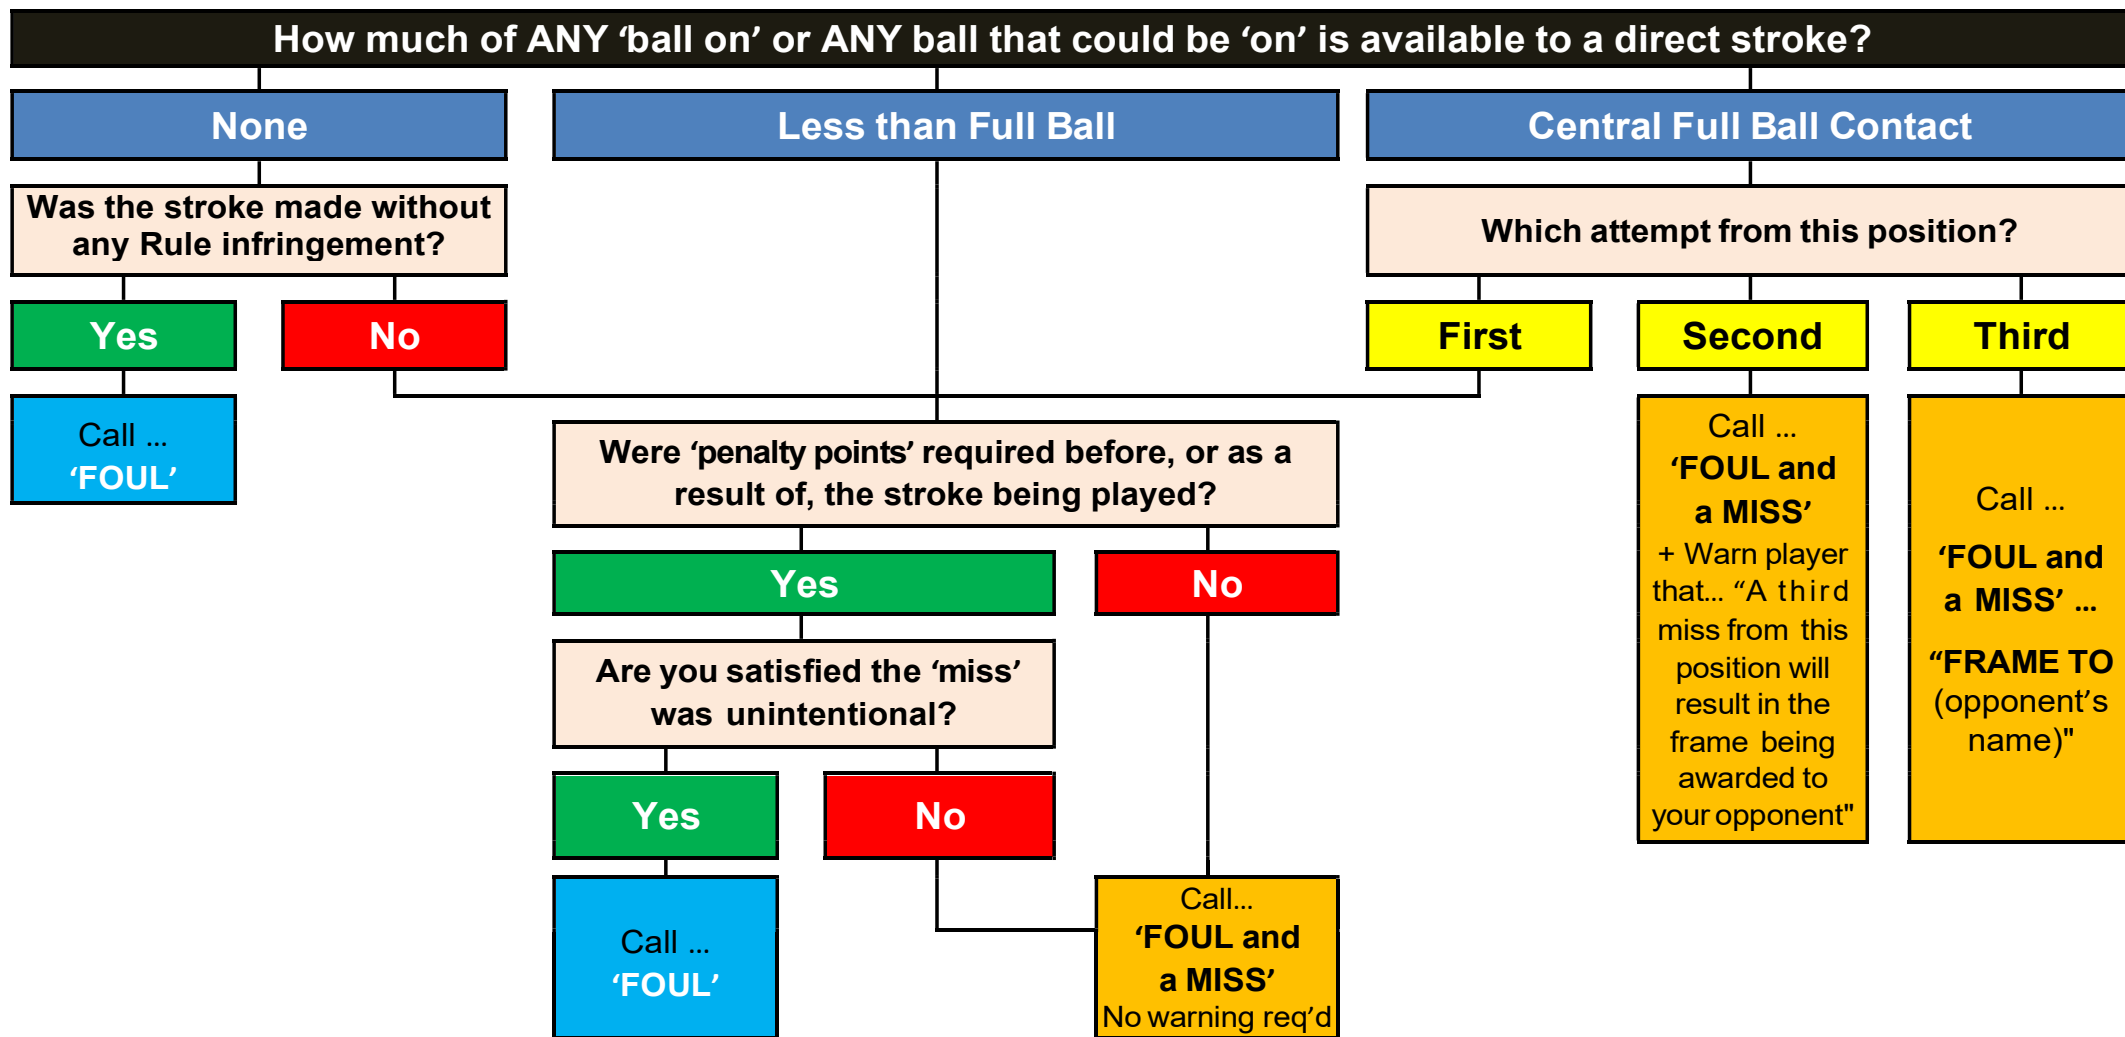 How much of ANY ‘ball on’ or ANY ball that could be ‘on’ is available to a direct stroke?
None
Less than Full Ball
Central Full Ball Contact
Was the stroke made without
any Rule infringement?
Which attempt from this position?
Yes
No
First
Second
Third
Call ...
‘FOUL’
Were ‘penalty points’ required before, or as a
result of, the stroke being played?
Call ...
‘FOUL and
a MISS’
+ Warn player
that... “A third
miss from this
position will
result in the
frame being
awarded to
your opponent"
Call ...
‘FOUL and
a MISS’ ...
“FRAME TO
(opponent’s
name)"
Yes
No
Are you satisfied the ‘miss’
was unintentional?
Yes
No
Call ...
‘FOUL’
Call...
‘FOUL and
a MISS’
No warning req’d